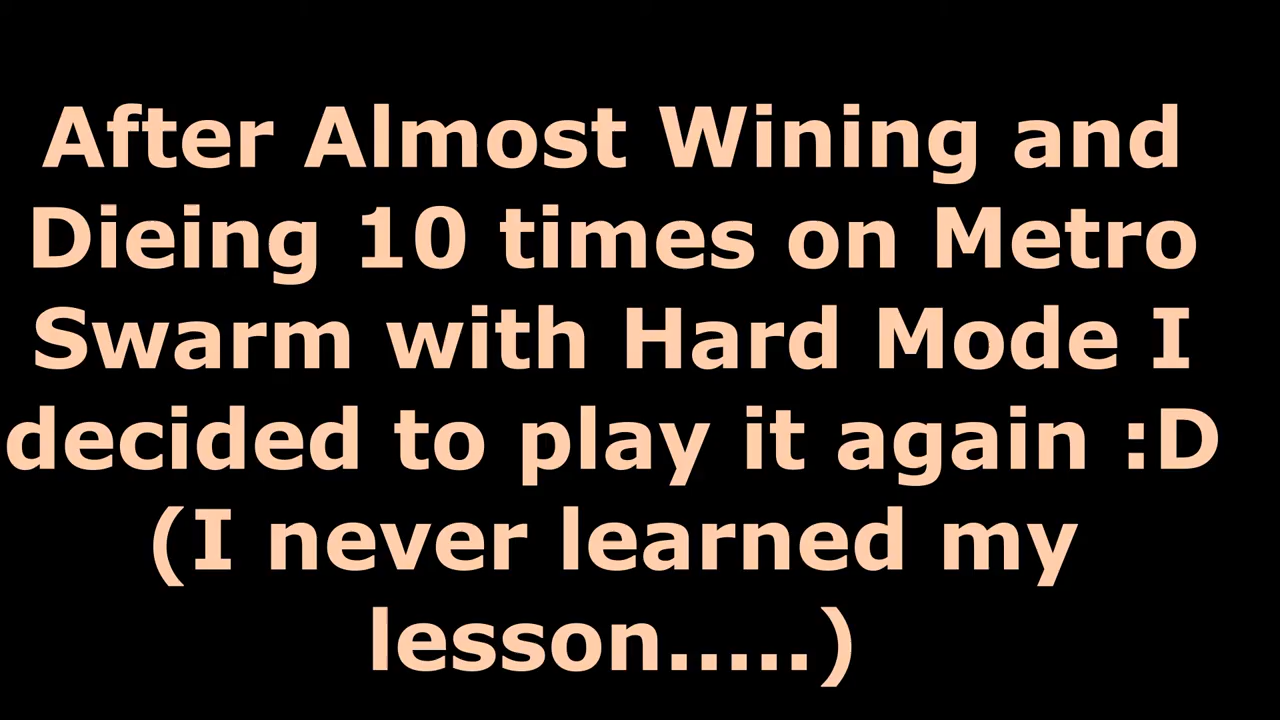 After Almost Wining and
Dieing 10 times on Metro
Swarm with Hard Mode I
decided to play it again :D
(I never learned my
lesson.....)